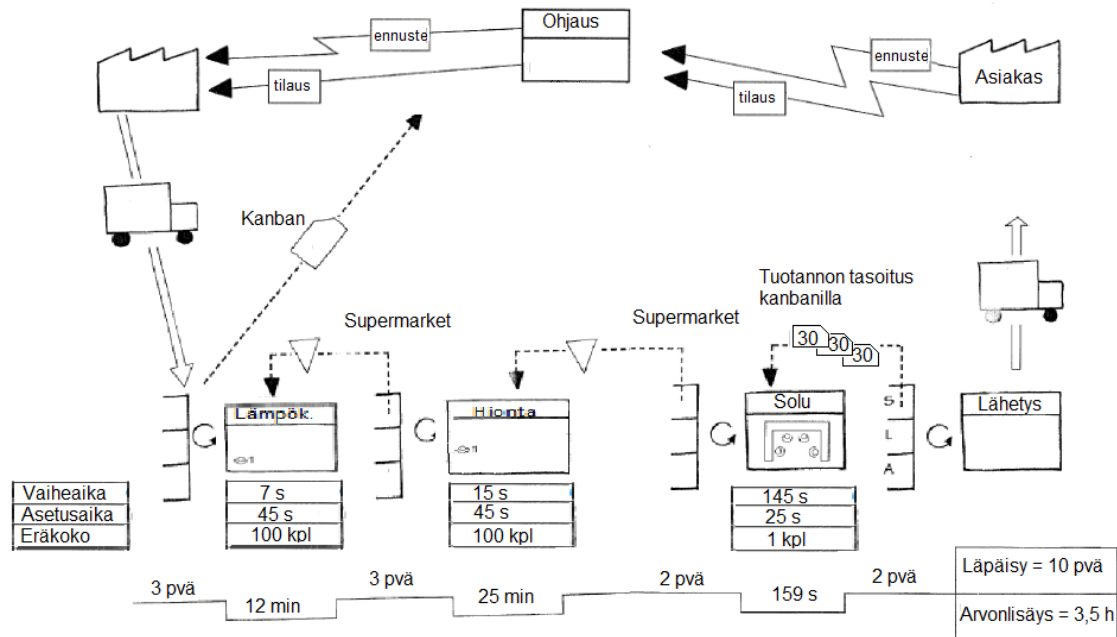 Ohjaus
ennuste
tilaus
ennuste
tilaus
Asiakas
Kanban
Supermarket
Supermarket
Tuotannon tasoitus
kanbanilla
30
30
30
Lämpök.
1
Hionta
1
Solu
S
L
A
Lähetys
Vaiheaika
7 s
15 s
145 s
Asetusaika
45 s
45 s
25 s
Eräkoko
100 kpl
100 kpl
1 kpl
3 pvä
12 min
3 pvä
25 min
2 pvä
159 s
2 pvä
Läpäisy = 10 pvä
Arvonlisäys = 3,5 h